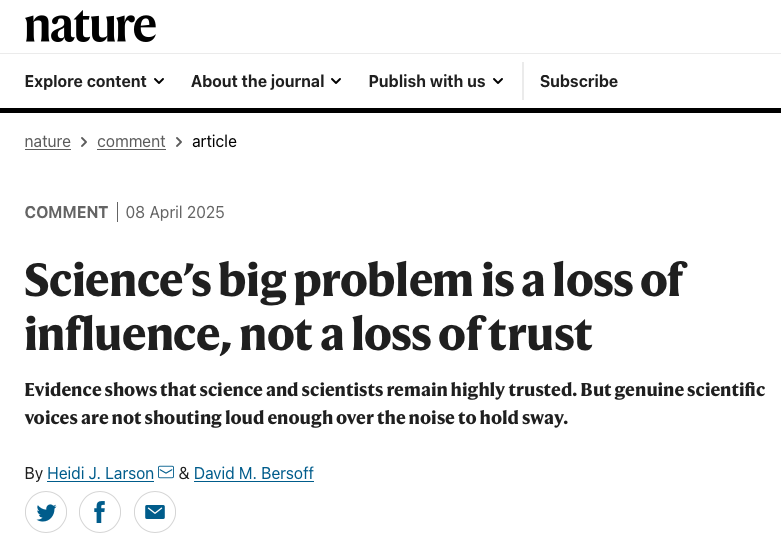 nature
Explore content About the journal Publish with us Subscribe
nature > comment > article
COMMENT | 08 April 2025
Science’s big problem is a loss of
influence, not a loss of trust
Evidence shows that science and scientists remain highly trusted. But genuine scientific
voices are not shouting loud enough over the noise to hold sway.
By Heidi J. Larson & David M. Bersoff